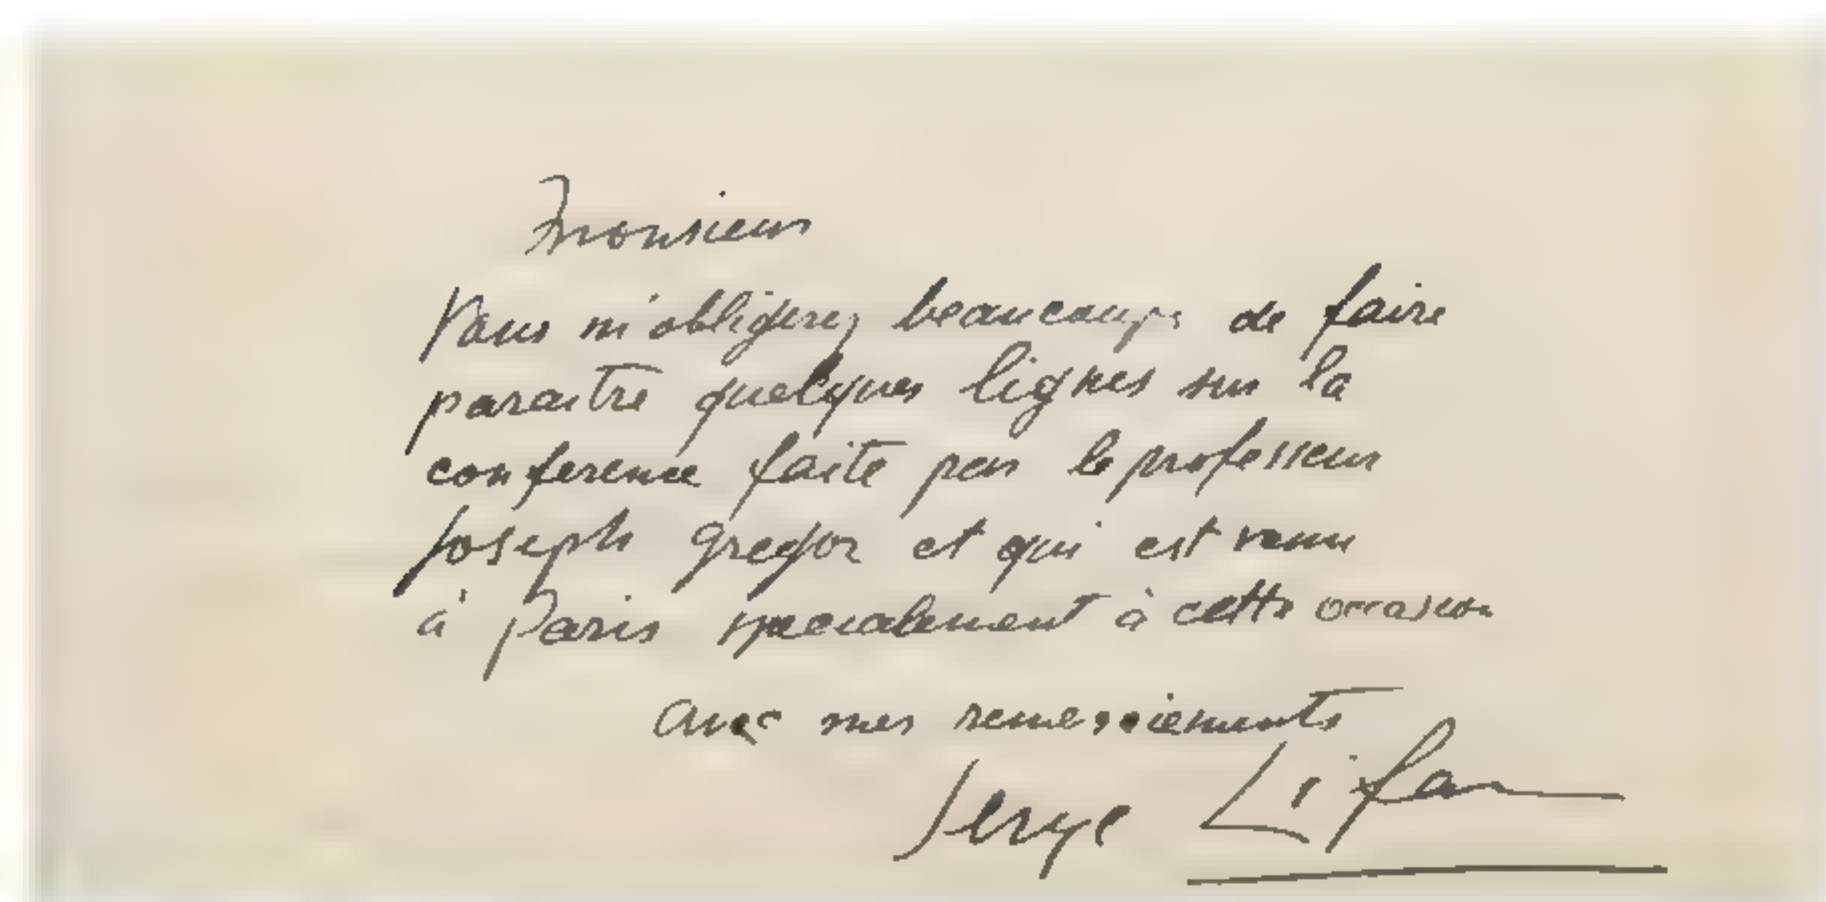 Monsieur
Vous m'obligerez beaucoup de faire
paraitre quelques lignes sur la
conference faite par le professeur
Joseph Gregor et qui est venu
à Paris specialement à cette occasion
avec mes remerciements
Serge Lifar